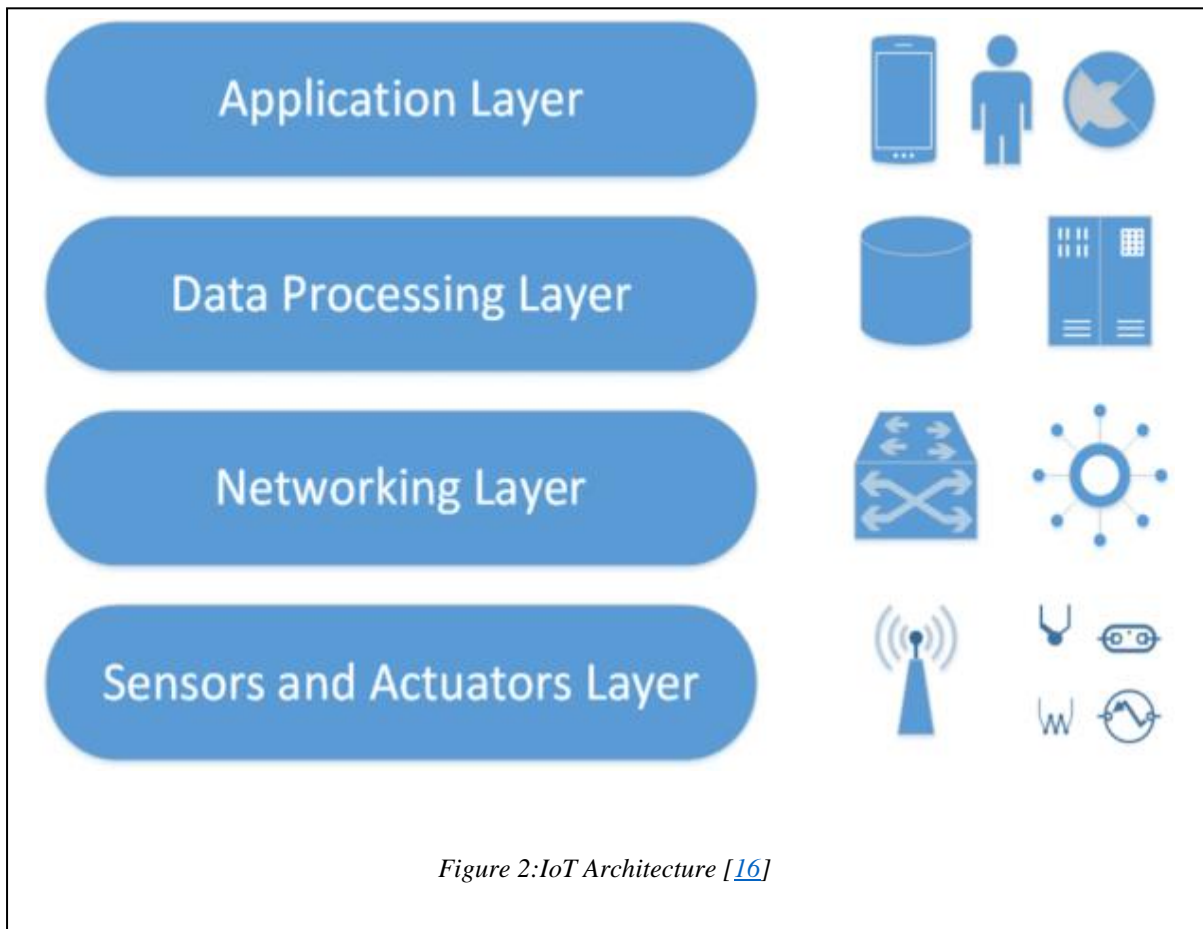 Application Layer
Data Processing Layer
Networking Layer
Sensors and Actuators Layer
Figure 2:IoT Architecture [16]